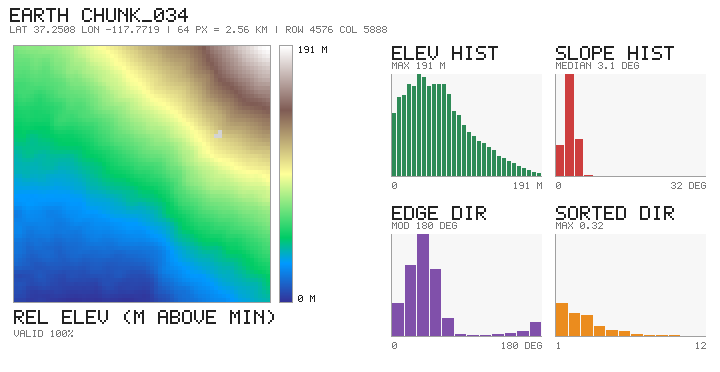 EARTH CHUNK_034
LAT 37.2508 LON -117.7719 | 64 PX = 2.56 KM | ROW 4576 COL 5888
191 M
0 M
REL ELEV (M ABOVE MIN)
VALID 100%
ELEV HIST
MAX 191 M
0 191 M
SLOPE HIST
MEDIAN 3.1 DEG
0 32 DEG
EDGE DIR
MOD 180 DEG
0 180 DEG
SORTED DIR
MAX 0.32
1 12